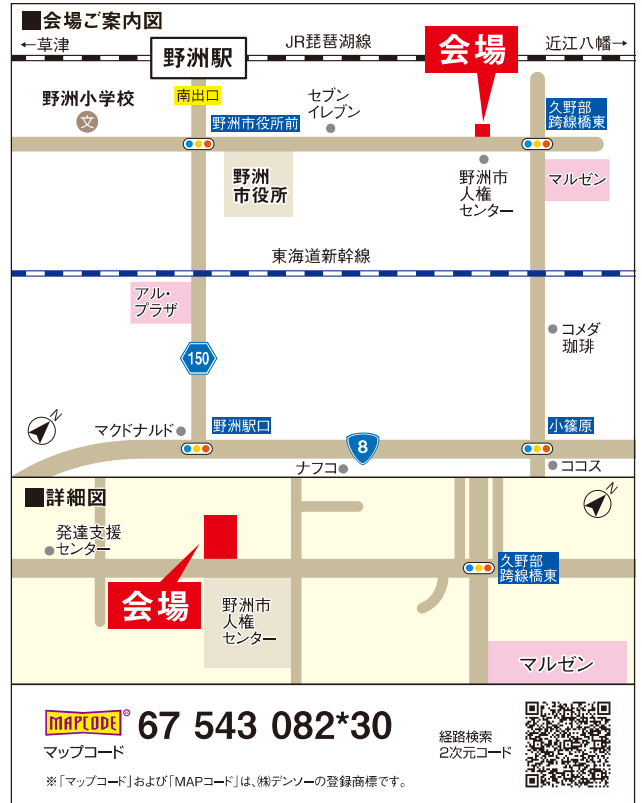 ■会場ご案内図
←草津
野洲駅
JR琵琶湖線
会場
近江八幡→
南出口
野洲小学校
文
野洲市役所前
セブン
イレブン
久野部
跨線橋東
野洲
市役所
野洲市
人権
センター
マルゼン
東海道新幹線
アル・
プラザ
150
コメダ
珈琲
N
マクドナルド
野洲駅口
8
小篠原
ナフコ
ココス
■詳細図
N
発達支援
センター
会場
野洲市
人権
センター
久野部
跨線橋東
マルゼン
MAPCODE®
67 543 082*30
マップコード
経路検索
2次元コード
※「マップコード」および「MAPコード」は、㈱デンソーの登録商標です。